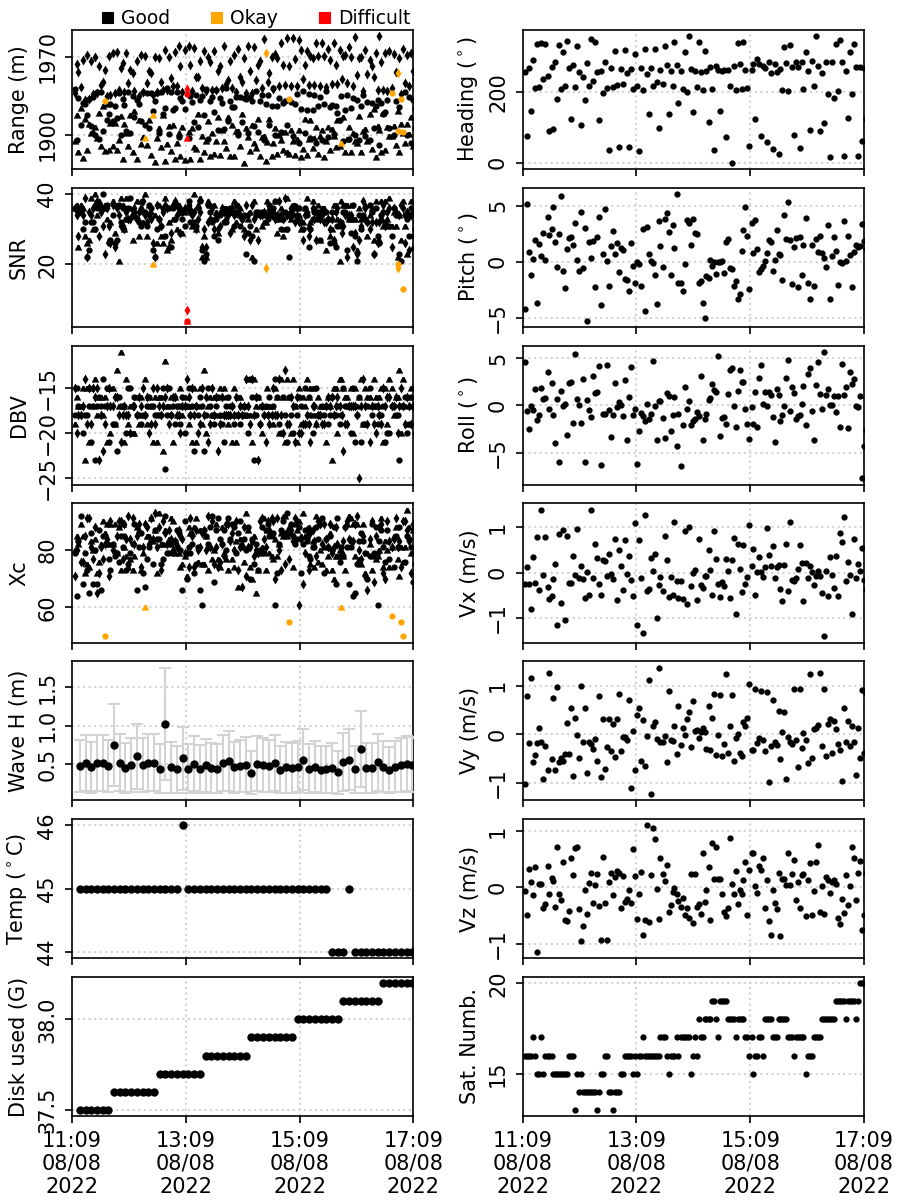 Good Okay Difficult
Range (m)
1970
1900
Heading (°)
200
0
SNR
40
20
Pitch (°)
5
0
−5
DBV
−15
−20
−25
Roll (°)
5
0
−5
Xc
80
60
Vx (m/s)
1
0
−1
Wave H (m)
1.5
1.0
0.5
Vy (m/s)
1
0
−1
Temp (°C)
46
45
44
Vz (m/s)
1
0
−1
Disk used (G)
38.0
37.5
Sat. Numb.
20
15
11:09 13:09 15:09 17:09
08/08 08/08 08/08 08/08
2022 2022 2022 2022
11:09 13:09 15:09 17:09
08/08 08/08 08/08 08/08
2022 2022 2022 2022